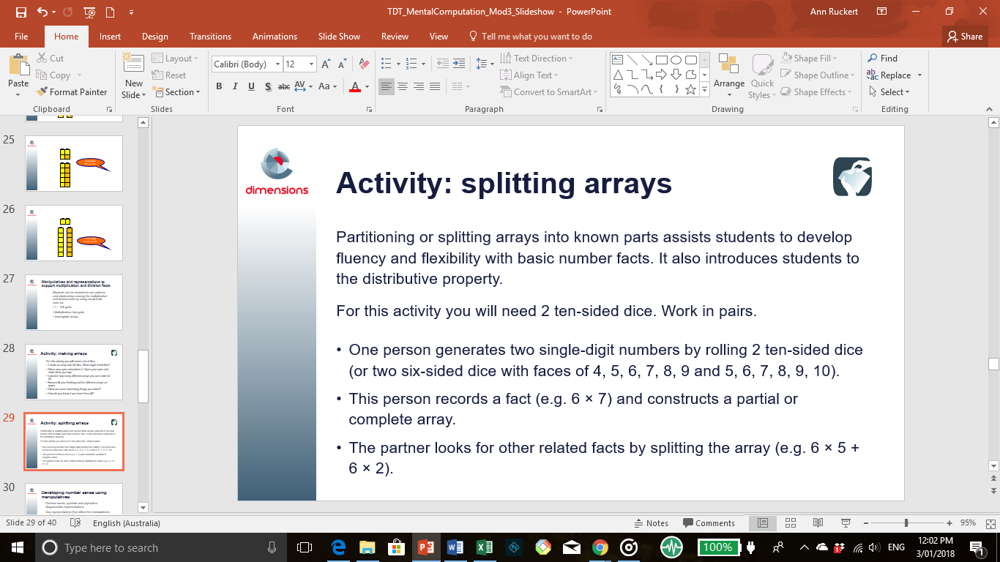 TDT_MentalComputation_Mod3_Slideshow - PowerPoint
Ann Ruckert
File Home Insert Design Transitions Animations Slide Show Review View Tell me what you want to do
Share
Paste
Cut
Copy
Format Painter
Clipboard
New Slide
Layout
Reset
Section
Slides
Calibri (Body) 12
B I U S abc AV Aa A
Font
Paragraph
Text Direction
Align Text
Convert to SmartArt
Drawing
Arrange
Quick Styles
Shape Fill
Shape Outline
Shape Effects
Find
Replace
Select
Editing
25
26
27
Manipulatives and representations to
support multiplication and division facts
28
Activity: making arrays
29
Activity: splitting arrays
30
Developing number sense using
manipulatives
dimensions
Activity: splitting arrays
Partitioning or splitting arrays into known parts assists students to develop
fluency and flexibility with basic number facts. It also introduces students to
the distributive property.
For this activity you will need 2 ten-sided dice. Work in pairs.
• One person generates two single-digit numbers by rolling 2 ten-sided dice
(or two six-sided dice with faces of 4, 5, 6, 7, 8, 9 and 5, 6, 7, 8, 9, 10).
• This person records a fact (e.g. 6 × 7) and constructs a partial or
complete array.
• The partner looks for other related facts by splitting the array (e.g. 6 × 5 +
6 × 2).
Slide 29 of 40 English (Australia) Notes Comments 95%
Type here to search
100%
ENG
12:02 PM
3/01/2018
1